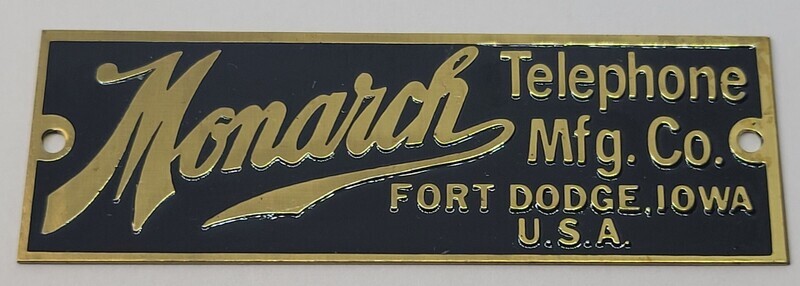 Monarch
Telephone
Mfg. Co.
FORT DODGE, IOWA
U.S.A.